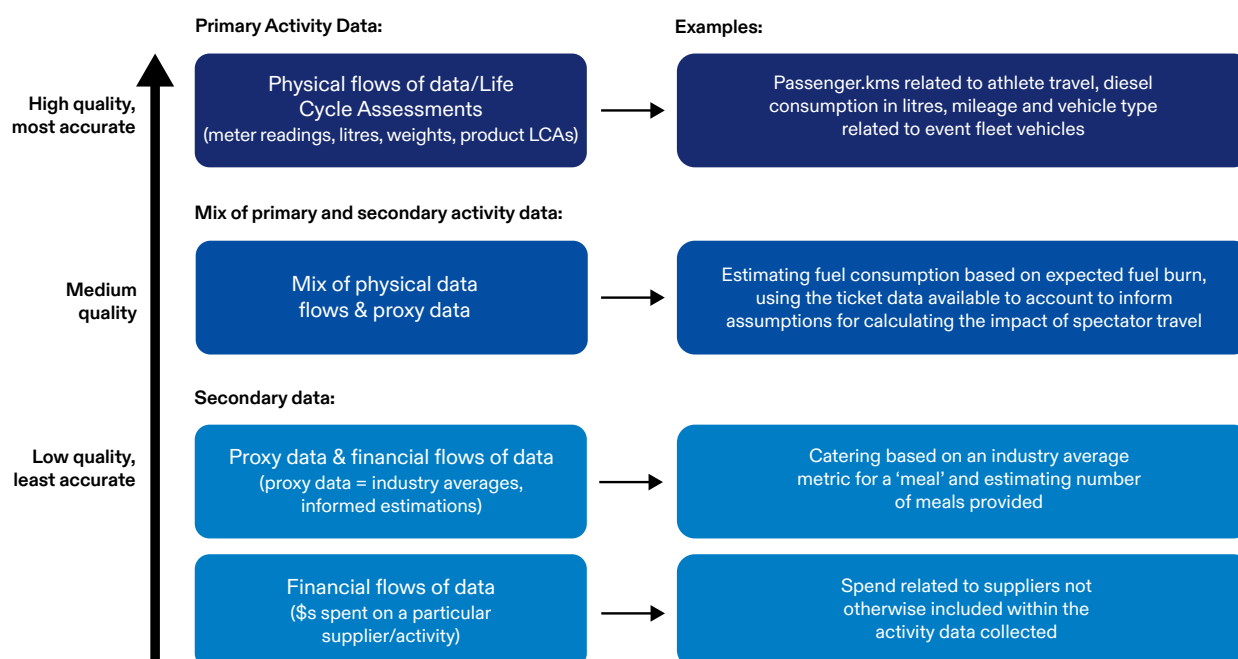 Primary Activity Data:
Examples:
High quality,
most accurate
Physical flows of data/Life
Cycle Assessments
(meter readings, litres, weights, product LCAs)
Passenger.kms related to athlete travel, diesel
consumption in litres, mileage and vehicle type
related to event fleet vehicles
Mix of primary and secondary activity data:
Medium
quality
Mix of physical data
flows & proxy data
Estimating fuel consumption based on expected fuel burn,
using the ticket data available to account to inform
assumptions for calculating the impact of spectator travel
Secondary data:
Low quality,
least accurate
Proxy data & financial flows of data
(proxy data = industry averages,
informed estimations)
Catering based on an industry average
metric for a ‘meal’ and estimating number
of meals provided
Financial flows of data
($s spent on a particular
supplier/activity)
Spend related to suppliers not
otherwise included within the
activity data collected